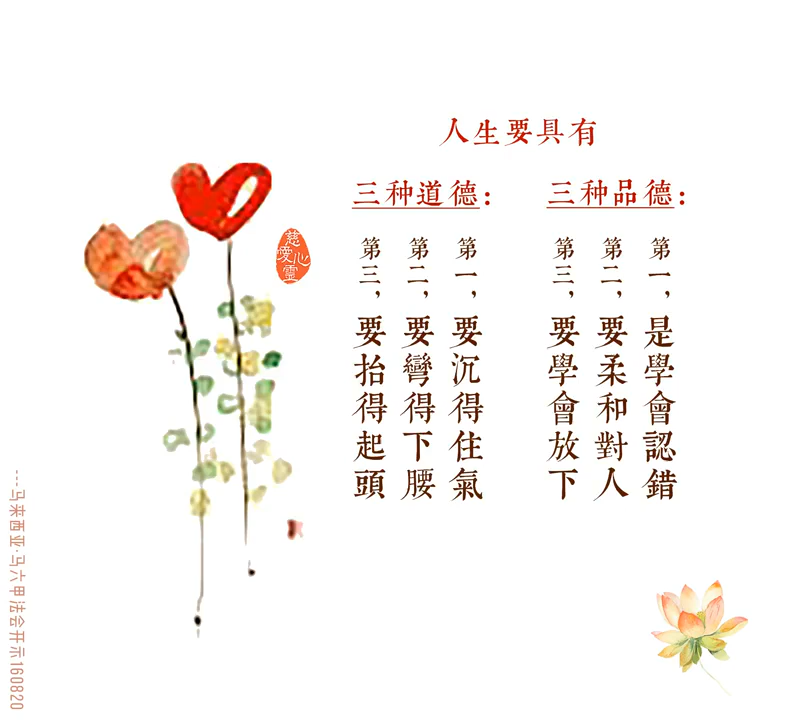 人生要具有
三种品德：
第一，是學會認錯
第二，要柔和對人
第三，要學會放下
三种道德：
第一，要沉得住氣
第二，要彎得下腰
第三，要抬得起頭
慈愛心靈
---马来西亚·马六甲法会开示160820